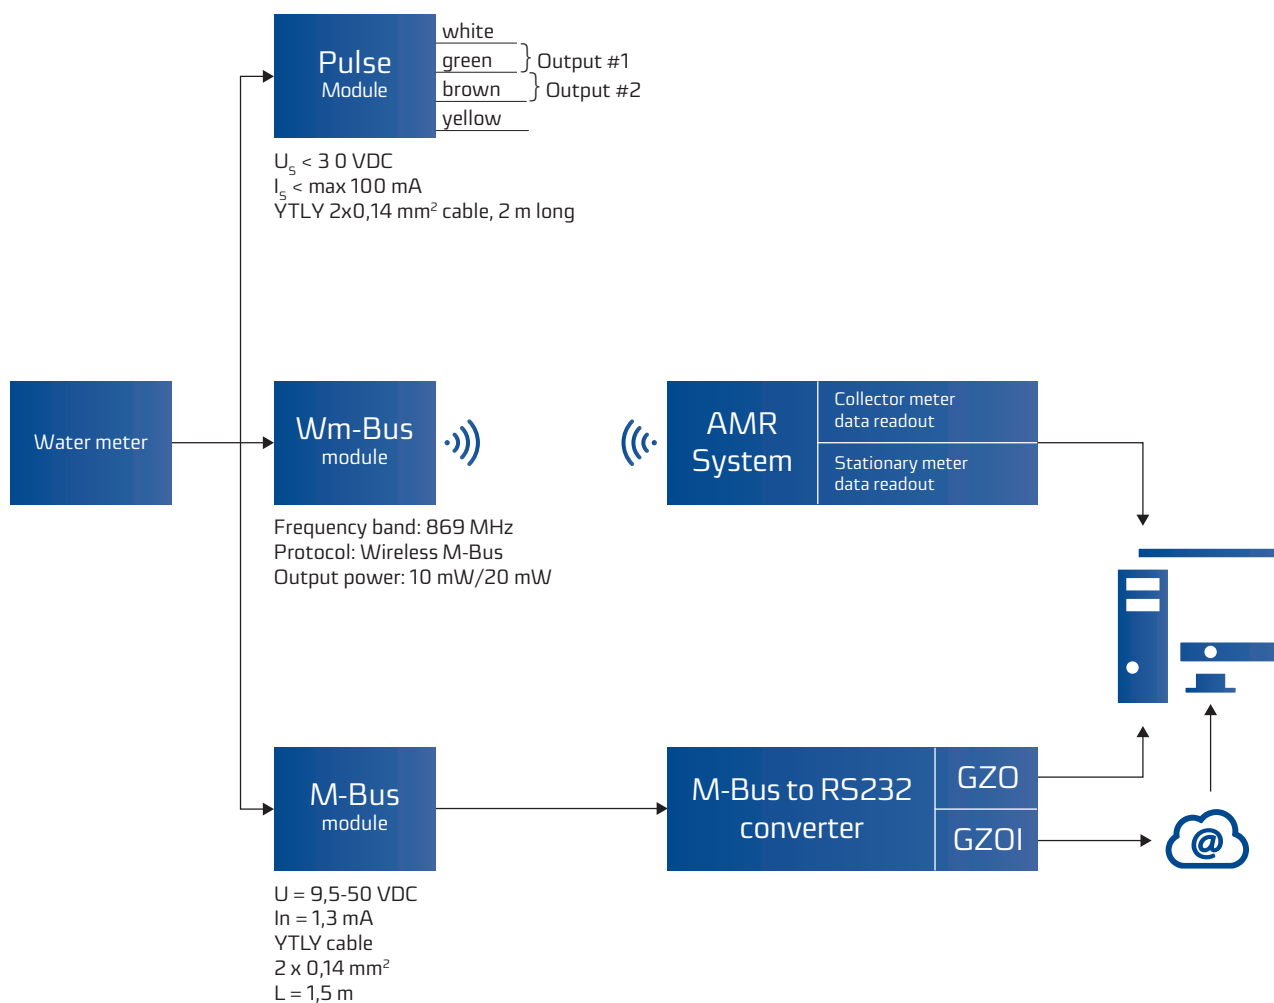 Pulse
Module
white
green
brown
yellow
Output #1
Output #2
U_S < 3 0 VDC
I_S < max 100 mA
YTLY 2x0,14 mm² cable, 2 m long
Water meter
Wm-Bus
module
Frequency band: 869 MHz
Protocol: Wireless M-Bus
Output power: 10 mW/20 mW
AMR
System
Collector meter
data readout
Stationary meter
data readout
M-Bus
module
U = 9,5-50 VDC
In = 1,3 mA
YTLY cable
2 x 0,14 mm²
L = 1,5 m
M-Bus to RS232
converter
GZO
GZOI
@